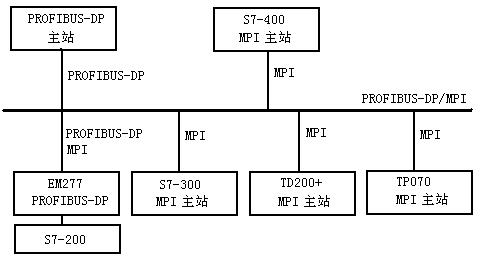 PROFIBUS-DP
主站
S7-400
MPI 主站
PROFIBUS-DP
MPI
PROFIBUS-DP/MPI
PROFIBUS-DP
MPI
MPI
MPI
MPI
EM277
PROFIBUS-DP
S7-300
MPI 主站
TD200+
MPI 主站
TP070
MPI 主站
S7-200